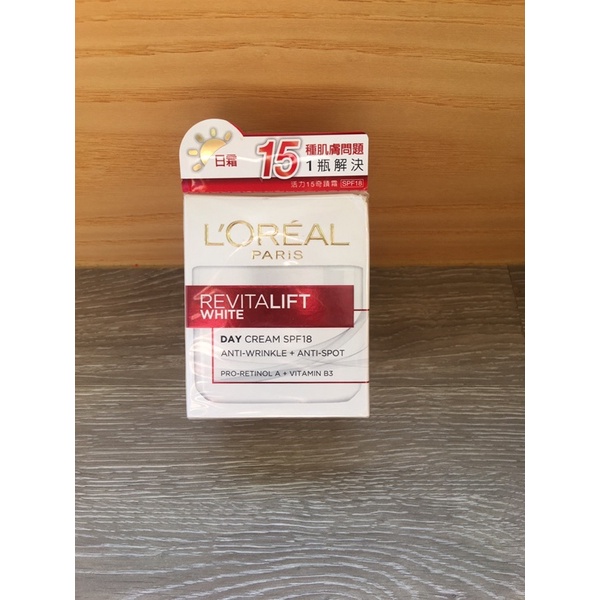 日霜
15 種肌膚問題
1瓶解決
活力15奇蹟霜 SPF18
L'ORÉAL
PARIS
REVITALIFT
WHITE
DAY CREAM SPF18
ANTI-WRINKLE + ANTI-SPOT
PRO-RETINOL A + VITAMIN B3